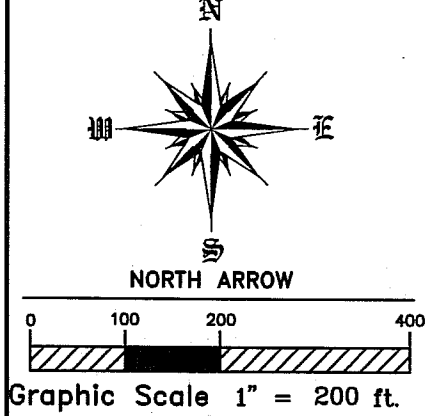 N
W E
S
NORTH ARROW
0 100 200 400
Graphic Scale 1" = 200 ft.